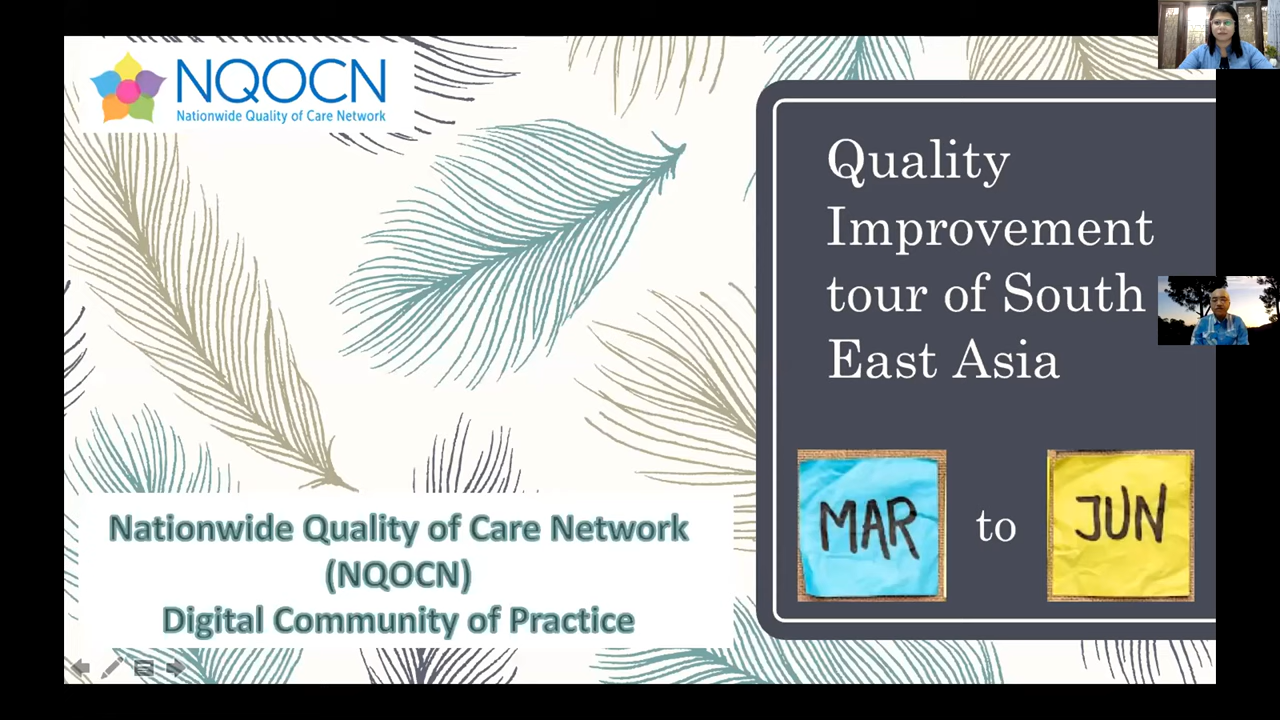 NQOCN
Nationwide Quality of Care Network
Quality
Improvement
tour of South
East Asia
MAR to JUN
Nationwide Quality of Care Network
(NQOCN)
Digital Community of Practice